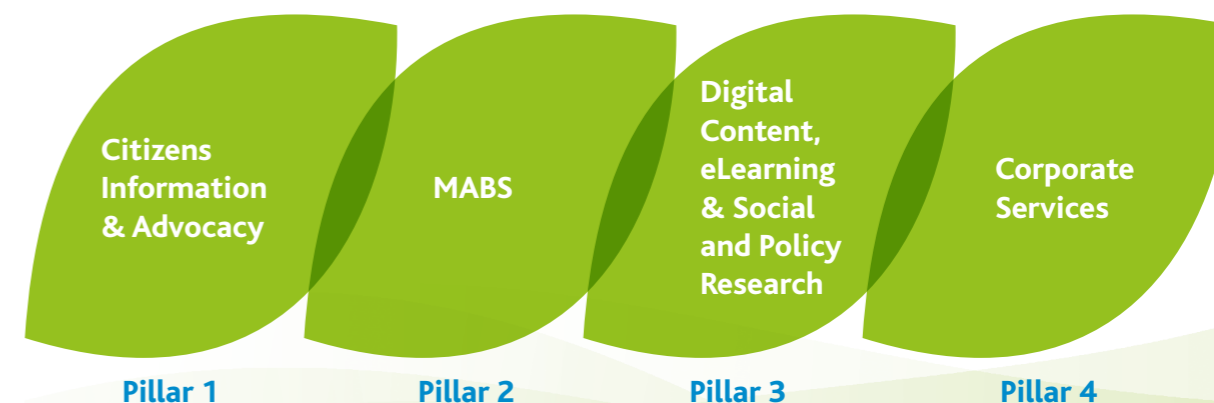 Citizens
Information
& Advocacy
MABS
Digital
Content,
eLearning
& Social
and Policy
Research
Corporate
Services
Pillar 1
Pillar 2
Pillar 3
Pillar 4